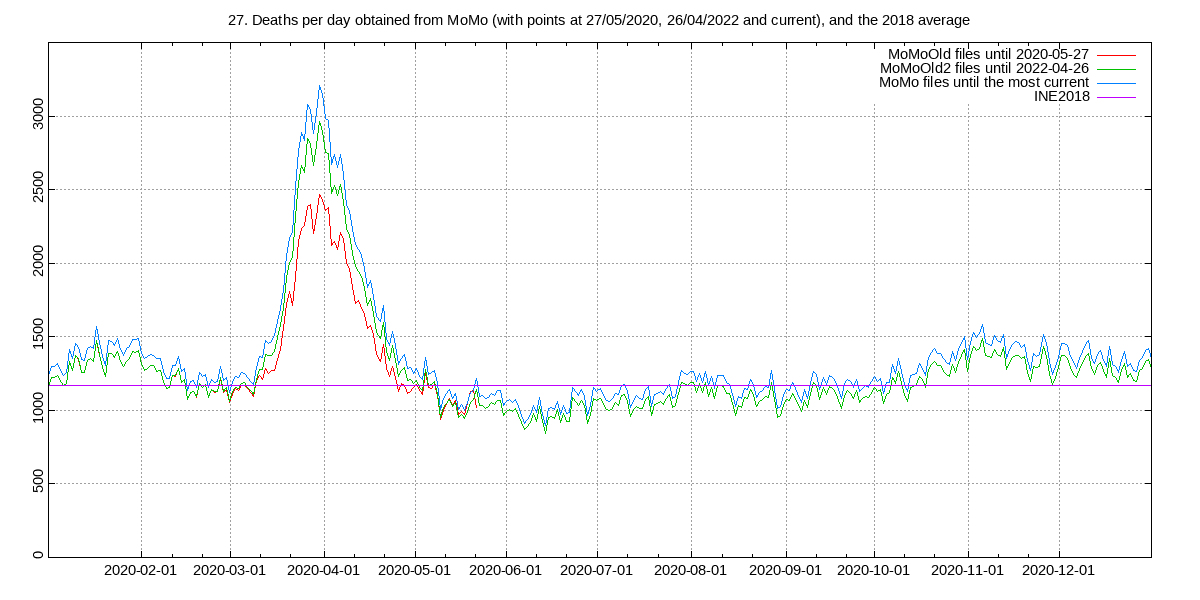 27. Deaths per day obtained from MoMo (with points at 27/05/2020, 26/04/2022 and current), and the 2018 average
MoMoOld files until 2020-05-27
MoMoOld2 files until 2022-04-26
MoMo files until the most current
INE2018
3000
2500
2000
1500
1000
500
0
2020-02-01 2020-03-01 2020-04-01 2020-05-01 2020-06-01 2020-07-01 2020-08-01 2020-09-01 2020-10-01 2020-11-01 2020-12-01